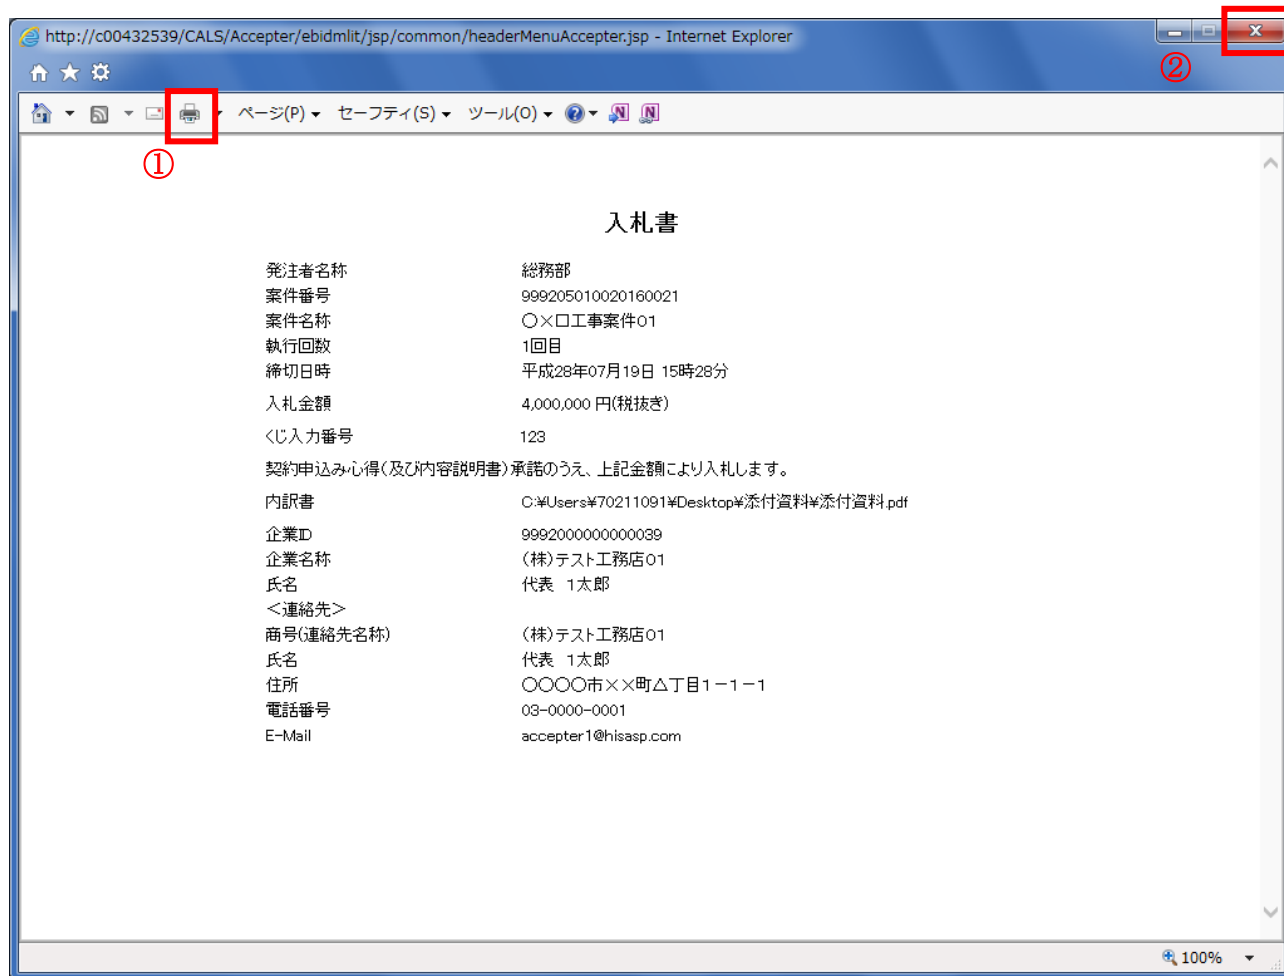 http://c00432539/CALS/Accepter/ebidmlit/jsp/common/headerMenuAccepter.jsp - Internet Explorer
②
ページ(P) セーフティ(S) ツール(O)
①
入札書
発注者名称 総務部
案件番号 999205010020160021
案件名称 〇×口工事案件01
執行回数 1回目
締切日時 平成28年07月19日 15時28分
入札金額 4,000,000 円(税抜き)
くじ入力番号 123
契約申込み心得(及び内容説明書)承諾のうえ、上記金額により入札します。
内訳書 C:¥Users¥70211091¥Desktop¥添付資料¥添付資料.pdf
企業ID 9992000000000039
企業名称 (株)テスト工務店01
氏名 代表 1太郎
<連絡先>
商号(連絡先名称) (株)テスト工務店01
氏名 代表 1太郎
住所 〇〇〇〇市××町△丁目1-1-1
電話番号 03-0000-0001
E-Mail accepter1@hisasp.com
100%